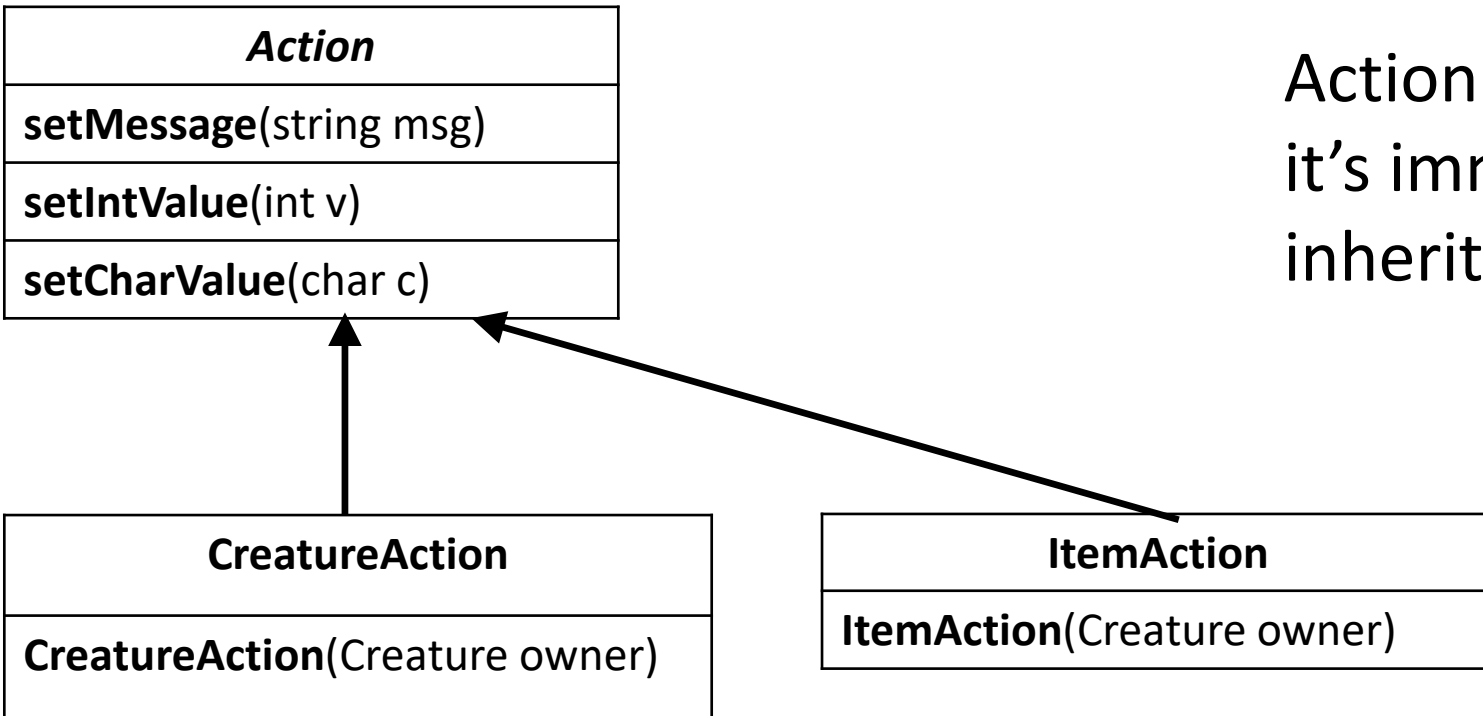 Action
setMessage(string msg)
setIntValue(int v)
setCharValue(char c)
Action
it's
inherit
CreatureAction
CreatureAction(Creature owner)
ItemAction
ItemAction(Creature owner)